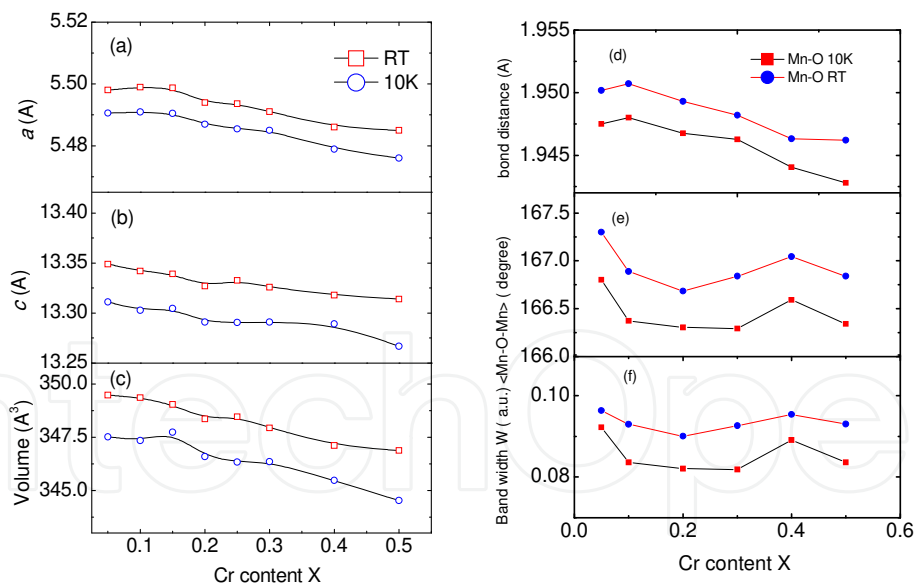 (a)
RT
10K
5.52
5.50
5.48
a (A)
(b)
13.40
13.35
13.30
13.25
c (A)
(c)
350.0
347.5
345.0
Volume (A³)
0.1 0.2 0.3 0.4 0.5
Cr content X
(d)
Mn-O 10K
Mn-O RT
1.955
1.950
1.945
bond distance (A)
(e)
167.5
167.0
166.5
166.0
<Mn-O-Mn> ( degree)
(f)
0.10
0.08
Band width W ( a.u.)
0.0 0.2 0.4 0.6
Cr content X
ntechOpe